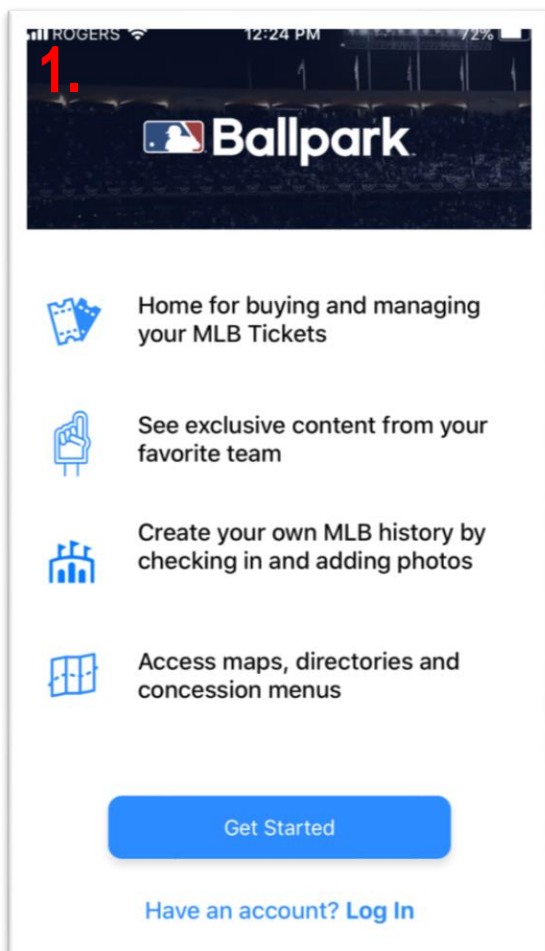 ROGERS 12:24 PM 72%
1.
Ballpark
Home for buying and managing
your MLB Tickets
See exclusive content from your
favorite team
Create your own MLB history by
checking in and adding photos
Access maps, directories and
concession menus
Get Started
Have an account? Log In